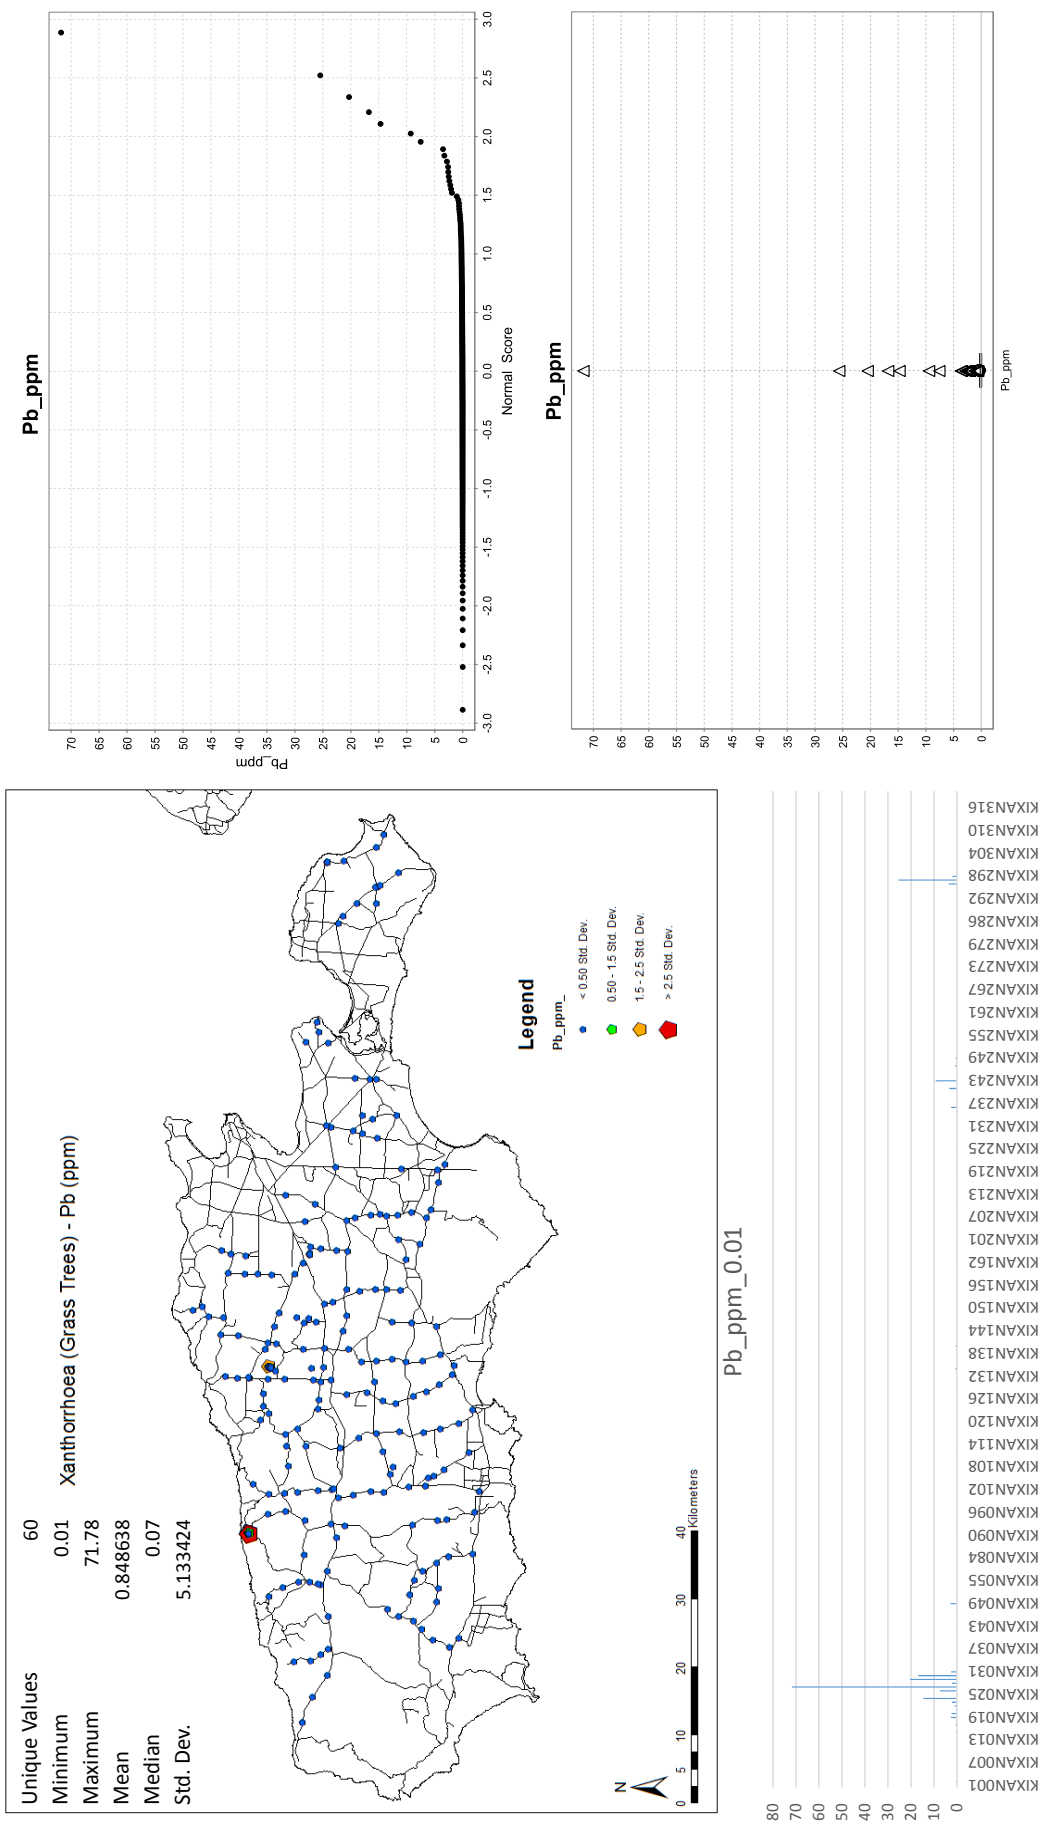 Unique Values 60
Minimum 0.01
Maximum 71.78
Mean 0.848638
Median 0.07
Std. Dev. 5.133424
Xanthorrhoea (Grass Trees) - Pb (ppm)
N
0 5 10 20 30 40
Kilometers
Legend
Pb_ppm_
< 0.50 Std. Dev.
0.50 - 1.5 Std. Dev.
1.5 - 2.5 Std. Dev.
> 2.5 Std. Dev.
Pb_ppm
Pb_ppm
70
65
60
55
50
45
40
35
30
25
20
15
10
5
0
-3.0 -2.5 -2.0 -1.5 -1.0 -0.5 0.0 0.5 1.0 1.5 2.0 2.5 3.0
Normal Score
Pb_ppm
70
65
60
55
50
45
40
35
30
25
20
15
10
5
0
Pb_ppm
Pb_ppm_0.01
80
70
60
50
40
30
20
10
0
KIXAN001
KIXAN007
KIXAN013
KIXAN019
KIXAN025
KIXAN031
KIXAN037
KIXAN043
KIXAN049
KIXAN055
KIXAN084
KIXAN090
KIXAN096
KIXAN102
KIXAN108
KIXAN114
KIXAN120
KIXAN126
KIXAN132
KIXAN138
KIXAN144
KIXAN150
KIXAN156
KIXAN162
KIXAN201
KIXAN207
KIXAN213
KIXAN219
KIXAN225
KIXAN231
KIXAN237
KIXAN243
KIXAN249
KIXAN255
KIXAN261
KIXAN267
KIXAN273
KIXAN279
KIXAN286
KIXAN292
KIXAN298
KIXAN304
KIXAN310
KIXAN316